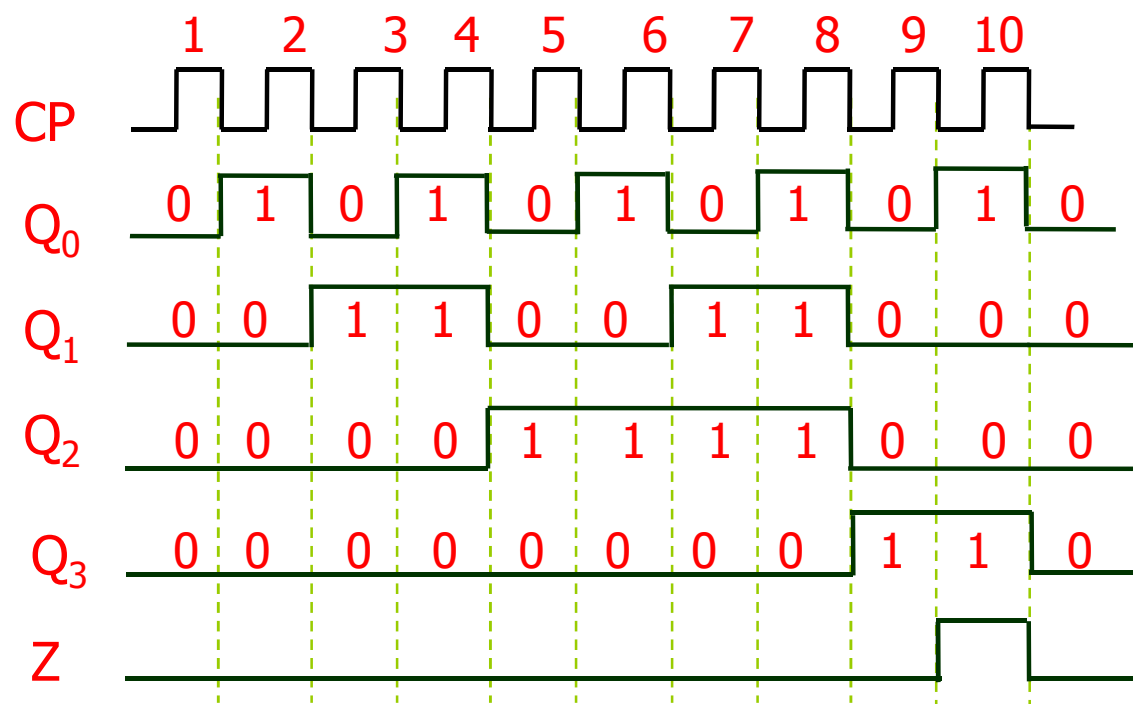 1 2 3 4 5 6 7 8 9 10
CP
Q0 0 1 0 1 0 1 0 1 0 1 0
Q1 0 0 1 1 0 0 1 1 0 0 0
Q2 0 0 0 0 1 1 1 1 0 0 0
Q3 0 0 0 0 0 0 0 0 1 1 0
Z